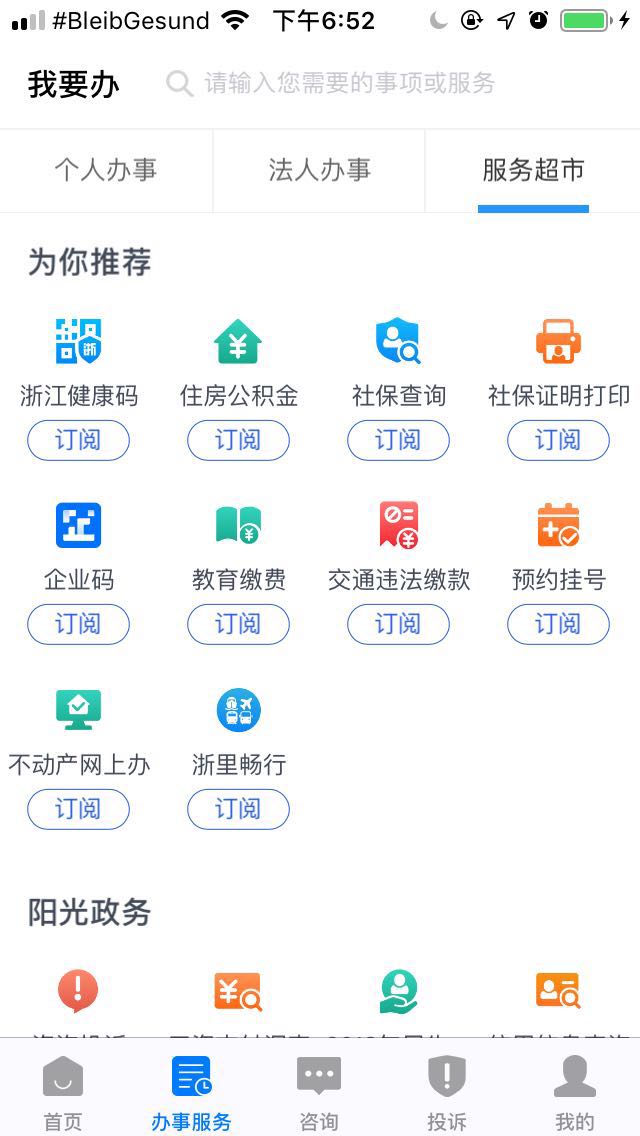 #BleibGesund 下午6:52
我要办 请输入您需要的事项或服务
个人办事 法人办事 服务超市
为你推荐
浙
浙江健康码 住房公积金 社保查询 社保证明打印
订阅 订阅 订阅 订阅
企业码 教育缴费 交通违法缴款 预约挂号
订阅 订阅 订阅 订阅
不动产网上办 浙里畅行
订阅 订阅
阳光政务
首页 办事服务 咨询 投诉 我的